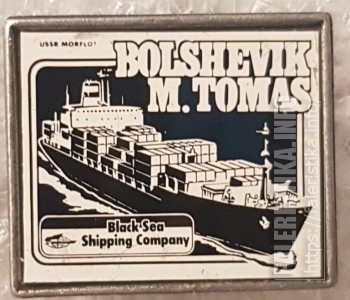 USSR MORFLOT
BOLSHEVIK
M. TOMAS
Black-Sea
Shipping Company